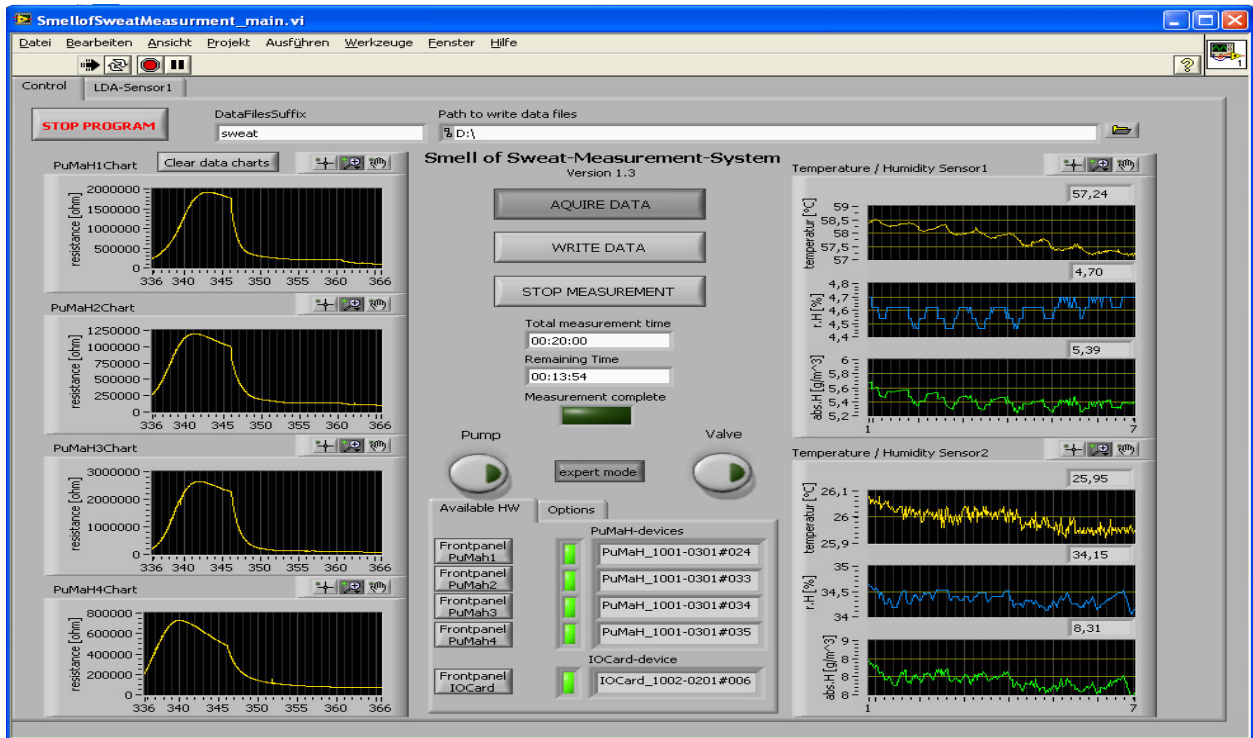 SmellofSweatMeasurment_main.vi
Datei Bearbeiten Ansicht Projekt Ausführen Werkzeuge Fenster Hilfe
1
Control LDA-Sensor1
STOP PROGRAM
DataFilesSuffix
sweat
Path to write data files
D:\
PuMaH1Chart
Clear data charts
resistance [ohm]
2000000
1500000
1000000
500000
0
336 340 345 350 355 360 366
PuMaH2Chart
resistance [ohm]
1250000
1000000
750000
500000
250000
0
336 340 345 350 355 360 366
PuMaH3Chart
resistance [ohm]
3000000
2000000
1000000
0
336 340 345 350 355 360 366
PuMaH4Chart
resistance [ohm]
800000
600000
400000
200000
0
336 340 345 350 355 360 366
Smell of Sweat-Measurement-System
Version 1.3
AQUIRE DATA
WRITE DATA
STOP MEASUREMENT
Total measurement time
00:20:00
Remaining Time
00:13:54
Measurement complete
Pump
Valve
expert mode
Available HW Options
PuMaH-devices
Frontpanel
PuMah1
PuMaH_1001-0301#024
Frontpanel
PuMah2
PuMaH_1001-0301#033
Frontpanel
PuMah3
PuMaH_1001-0301#034
Frontpanel
PuMah4
PuMaH_1001-0301#035
IOCard-device
Frontpanel
IOCard
IOCard_1002-0201#006
Temperature / Humidity Sensor1
57,24
temperatur [°C]
59
58,5
58
57,5
57
4,70
r.H [%]
4,8
4,7
4,6
4,5
4,4
5,39
abs.H [g/m^3]
6
5,8
5,6
5,4
5,2
1 7
Temperature / Humidity Sensor2
25,95
temperatur [°C]
26,1
26
25,9
34,15
r.H [%]
35
34,5
34
8,31
abs.H [g/m^3]
9
8
8
8
1 7